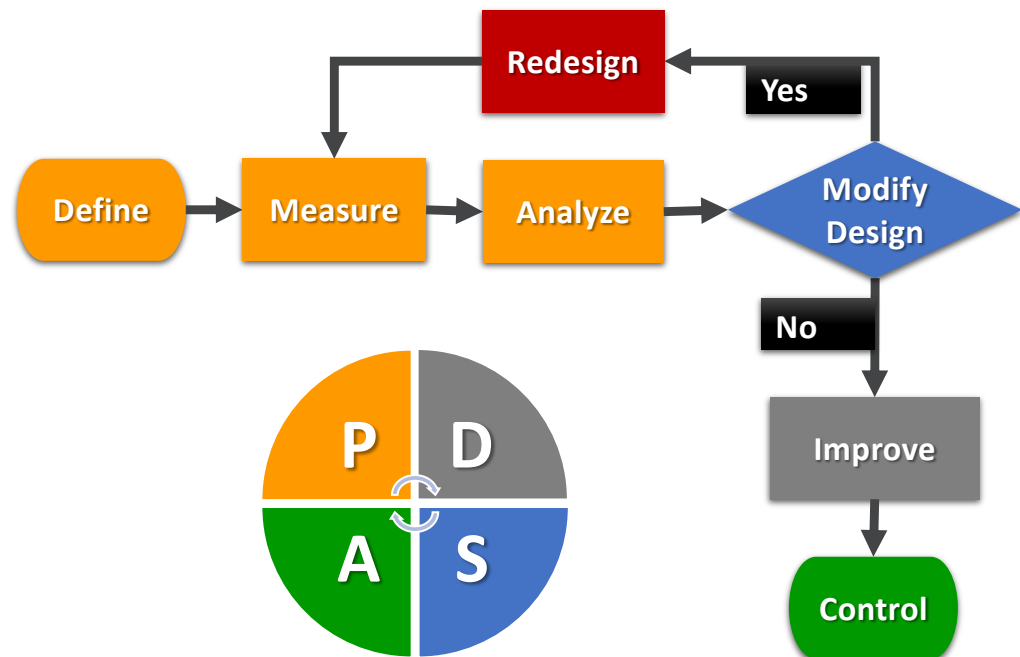 Redesign
Yes
Define
Measure
Analyze
Modify
Design
No
P
D
Improve
A
S
Control